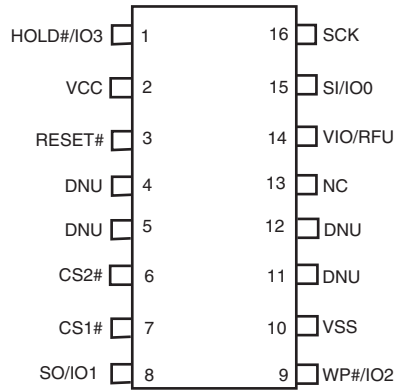 HOLD#/IO3 1 16 SCK
VCC 2 15 SI/IO0
RESET# 3 14 VIO/RFU
DNU 4 13 NC
DNU 5 12 DNU
CS2# 6 11 DNU
CS1# 7 10 VSS
SO/IO1 8 9 WP#/IO2